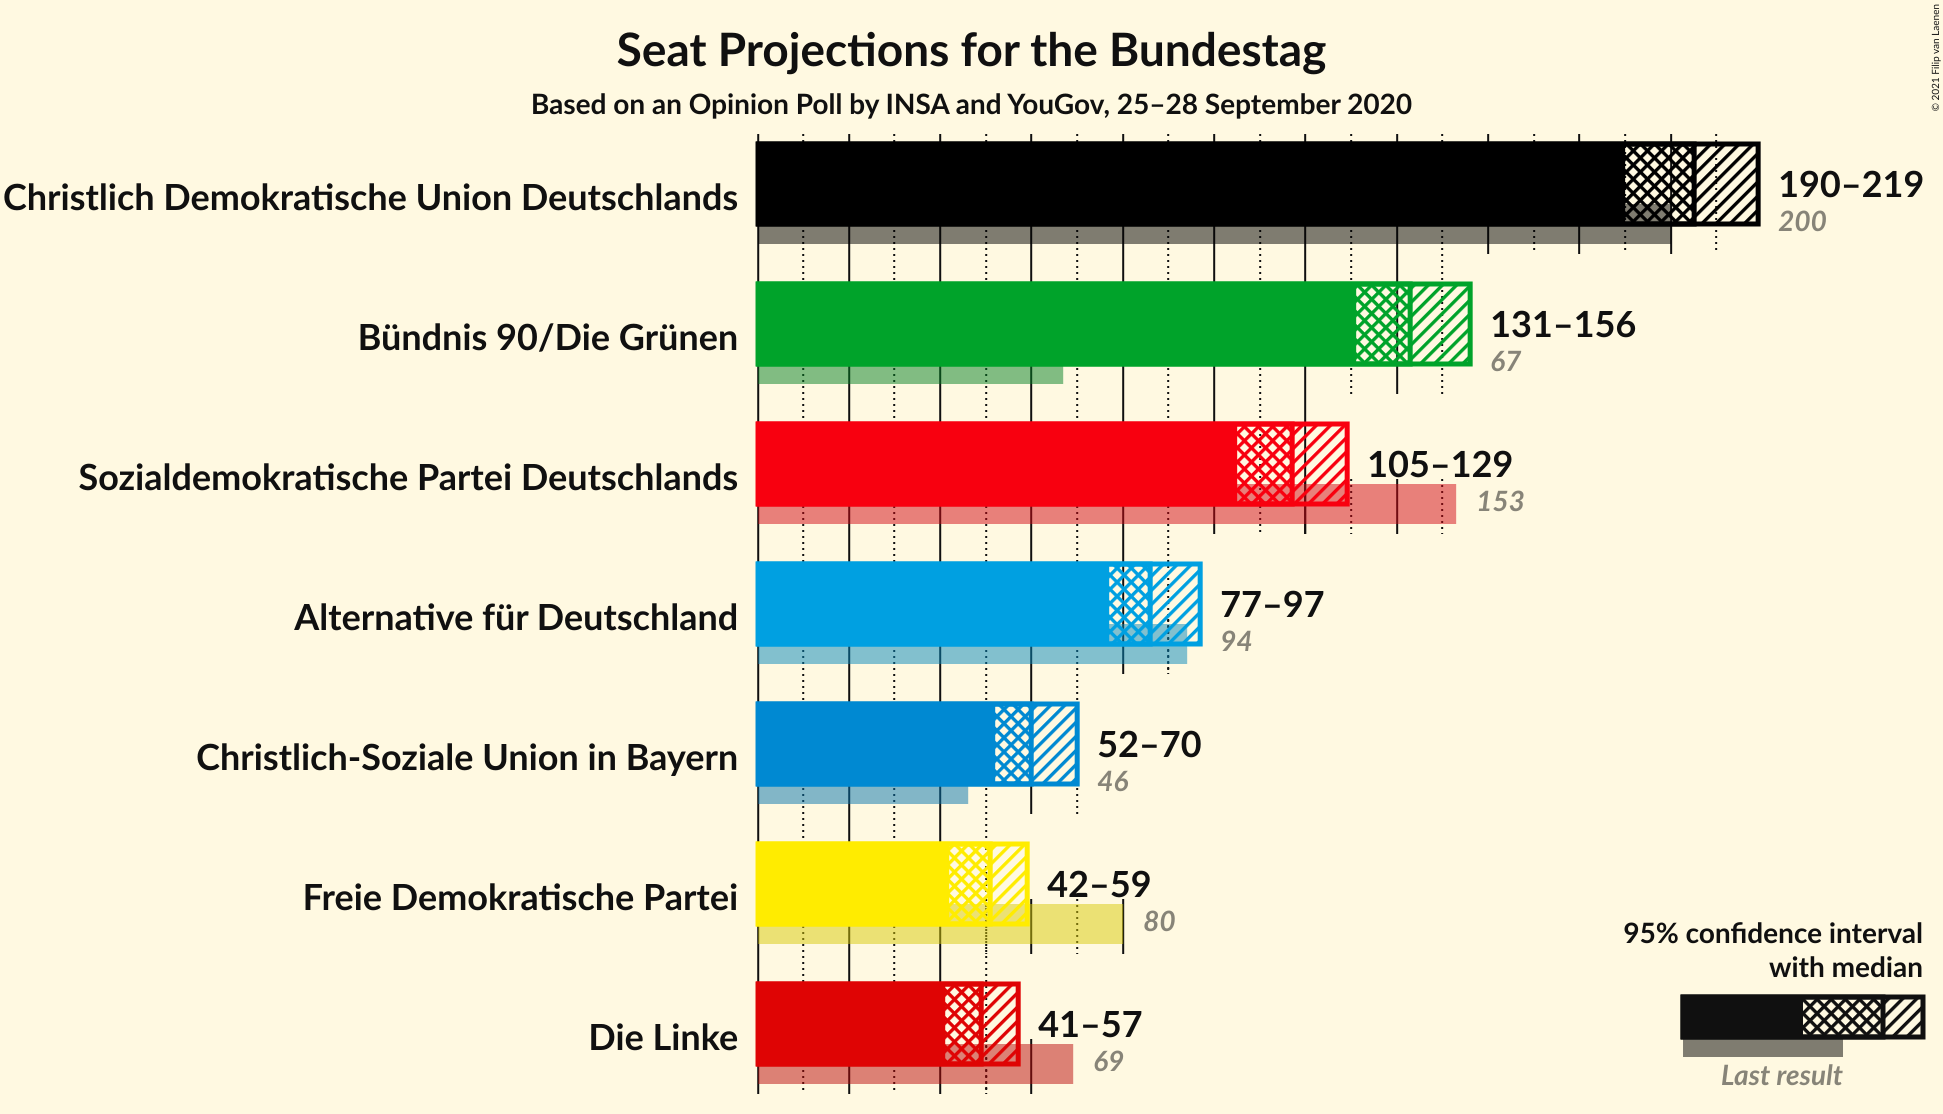 Seat Projections for the Bundestag
Based on an Opinion Poll by INSA and YouGov, 25–28 September 2020
© 2021 Filip van Laenen
Christlich Demokratische Union Deutschlands
190–219
200
Bündnis 90/Die Grünen
131–156
67
Sozialdemokratische Partei Deutschlands
105–129
153
Alternative für Deutschland
77–97
94
Christlich-Soziale Union in Bayern
52–70
46
Freie Demokratische Partei
42–59
80
Die Linke
41–57
69
95% confidence interval
with median
Last result